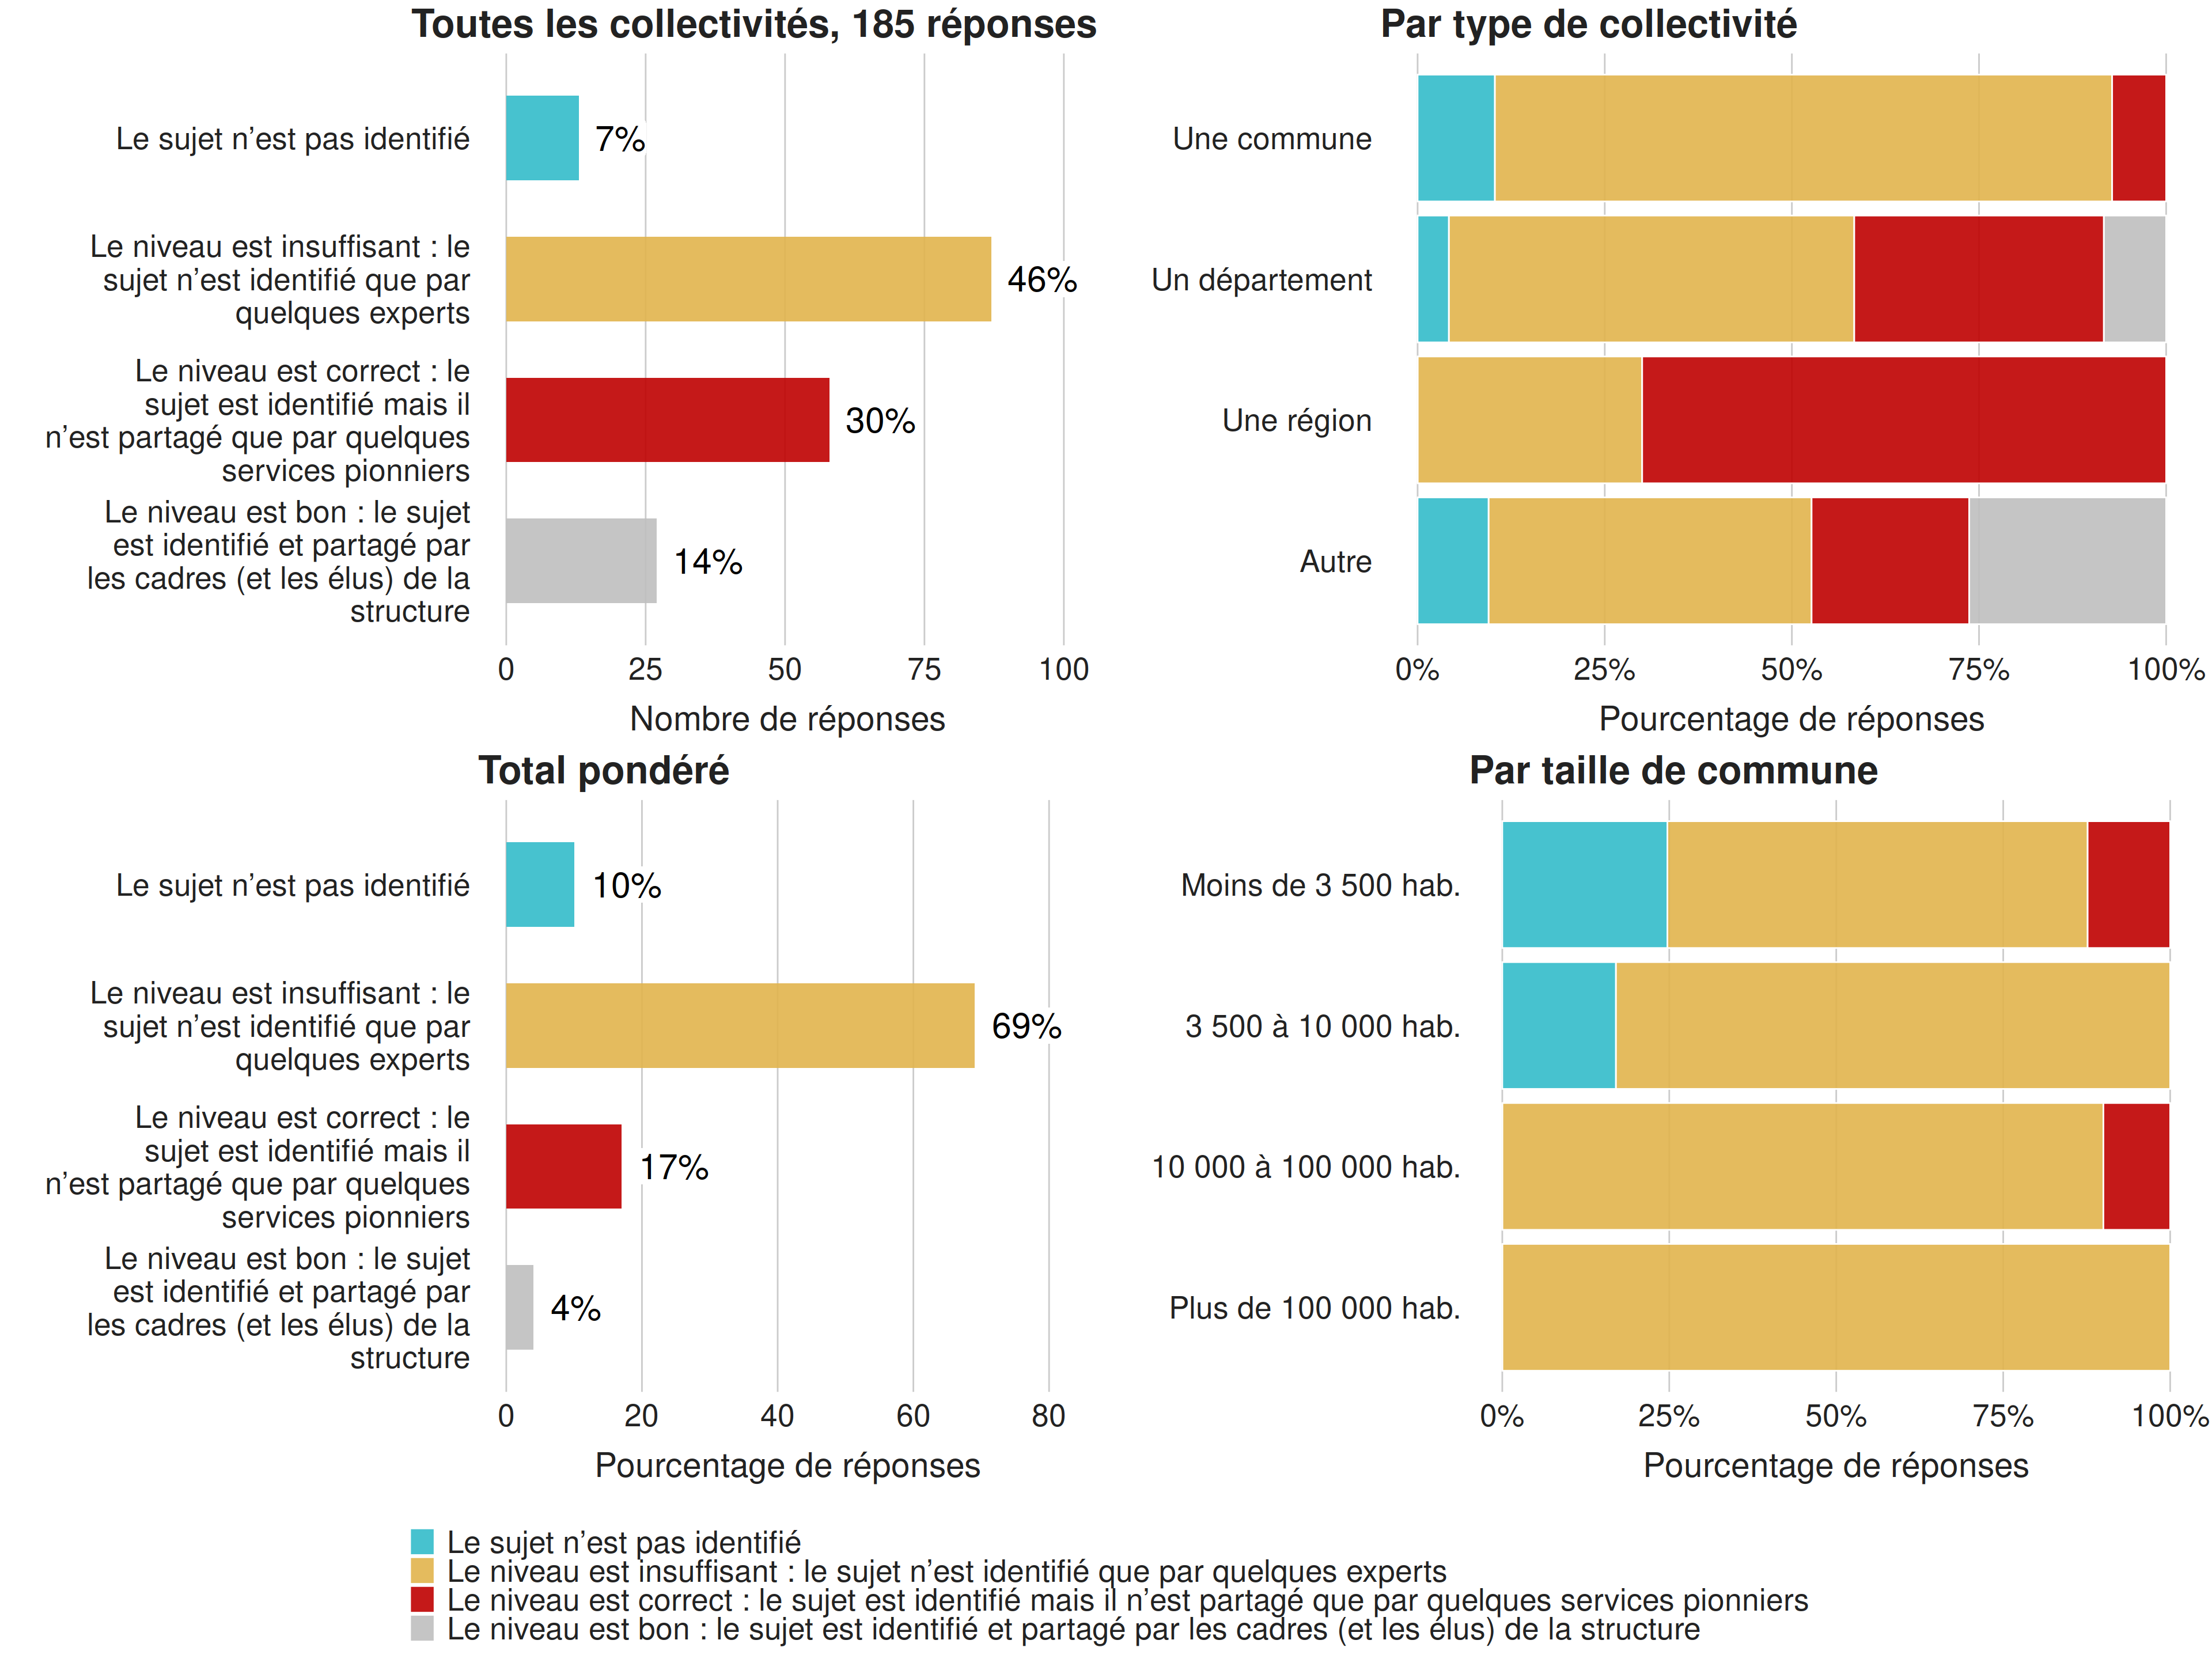 Toutes les collectivités, 185 réponses
Le sujet n’est pas identifié
7%
Le niveau est insuffisant : le
sujet n’est identifié que par
quelques experts
46%
Le niveau est correct : le
sujet est identifié mais il
n’est partagé que par quelques
services pionniers
30%
Le niveau est bon : le sujet
est identifié et partagé par
les cadres (et les élus) de la
structure
14%
0 25 50 75 100
Nombre de réponses
Par type de collectivité
Une commune
Un département
Une région
Autre
0% 25% 50% 75% 100%
Pourcentage de réponses
Total pondéré
Le sujet n’est pas identifié
10%
Le niveau est insuffisant : le
sujet n’est identifié que par
quelques experts
69%
Le niveau est correct : le
sujet est identifié mais il
n’est partagé que par quelques
services pionniers
17%
Le niveau est bon : le sujet
est identifié et partagé par
les cadres (et les élus) de la
structure
4%
0 20 40 60 80
Pourcentage de réponses
Par taille de commune
Moins de 3 500 hab.
3 500 à 10 000 hab.
10 000 à 100 000 hab.
Plus de 100 000 hab.
0% 25% 50% 75% 100%
Pourcentage de réponses
Le sujet n’est pas identifié
Le niveau est insuffisant : le sujet n’est identifié que par quelques experts
Le niveau est correct : le sujet est identifié mais il n’est partagé que par quelques services pionniers
Le niveau est bon : le sujet est identifié et partagé par les cadres (et les élus) de la structure